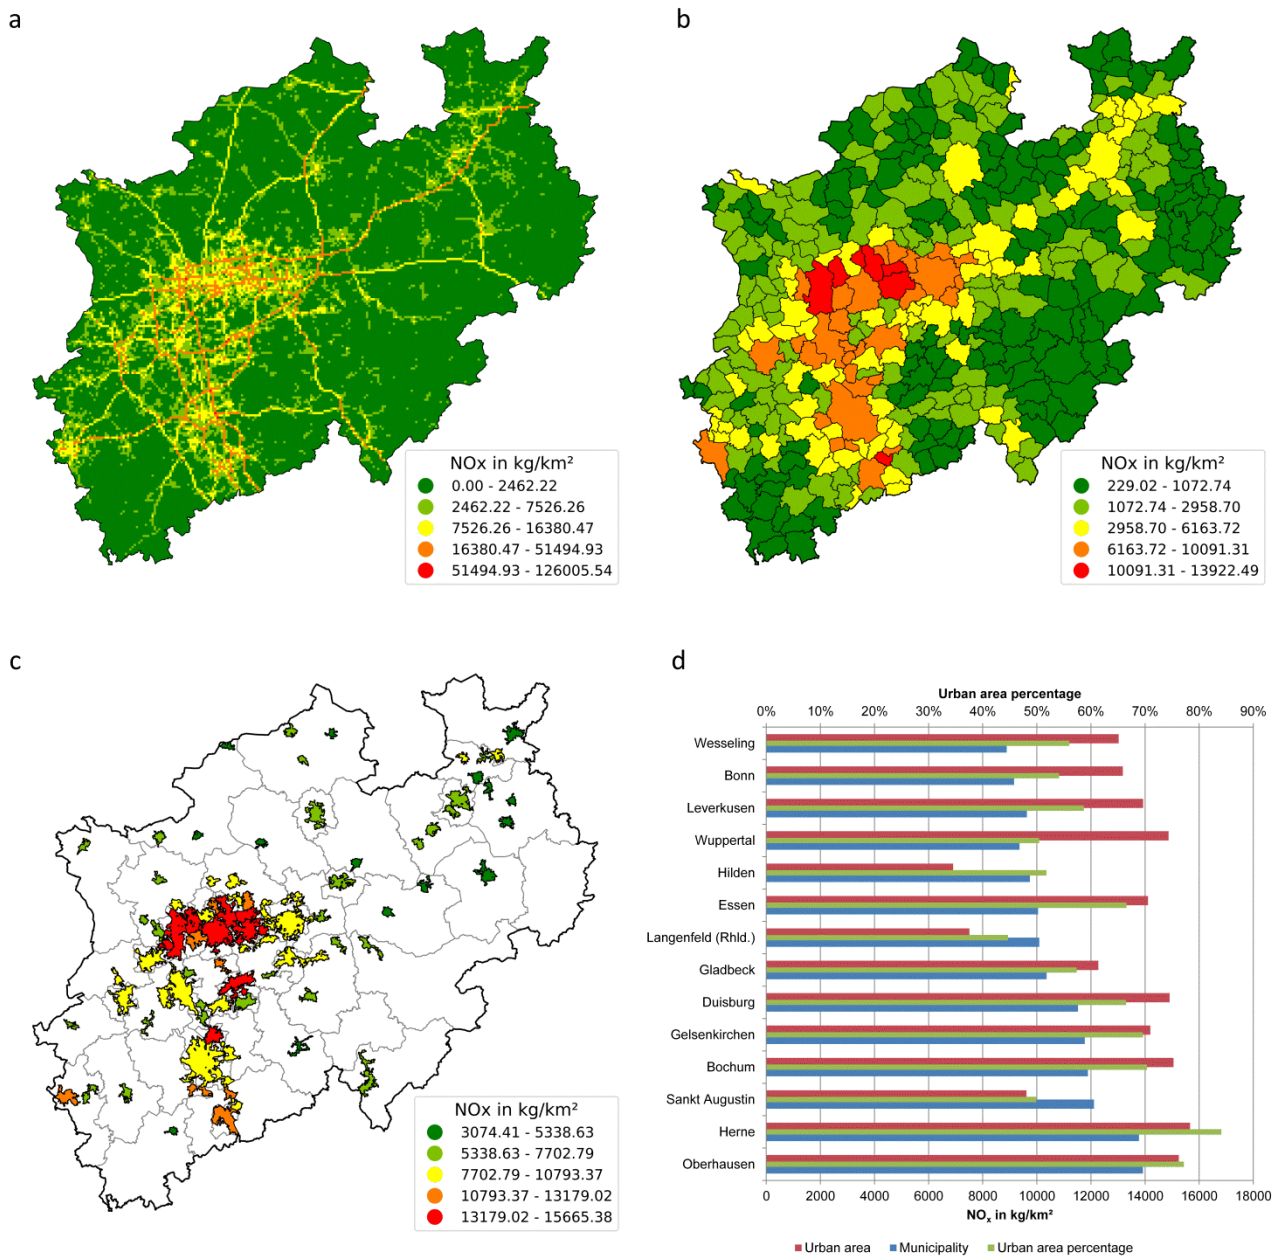 a
NOx in kg/km²
0.00 - 2462.22
2462.22 - 7526.26
7526.26 - 16380.47
16380.47 - 51494.93
51494.93 - 126005.54
b
NOx in kg/km²
229.02 - 1072.74
1072.74 - 2958.70
2958.70 - 6163.72
6163.72 - 10091.31
10091.31 - 13922.49
c
NOx in kg/km²
3074.41 - 5338.63
5338.63 - 7702.79
7702.79 - 10793.37
10793.37 - 13179.02
13179.02 - 15665.38
d
Urban area percentage
0% 10% 20% 30% 40% 50% 60% 70% 80% 90%
Wesseling
Bonn
Leverkusen
Wuppertal
Hilden
Essen
Langenfeld (Rhld.)
Gladbeck
Duisburg
Gelsenkirchen
Bochum
Sankt Augustin
Herne
Oberhausen
0 2000 4000 6000 8000 10000 12000 14000 16000 18000
NOx in kg/km²
Urban area Municipality Urban area percentage